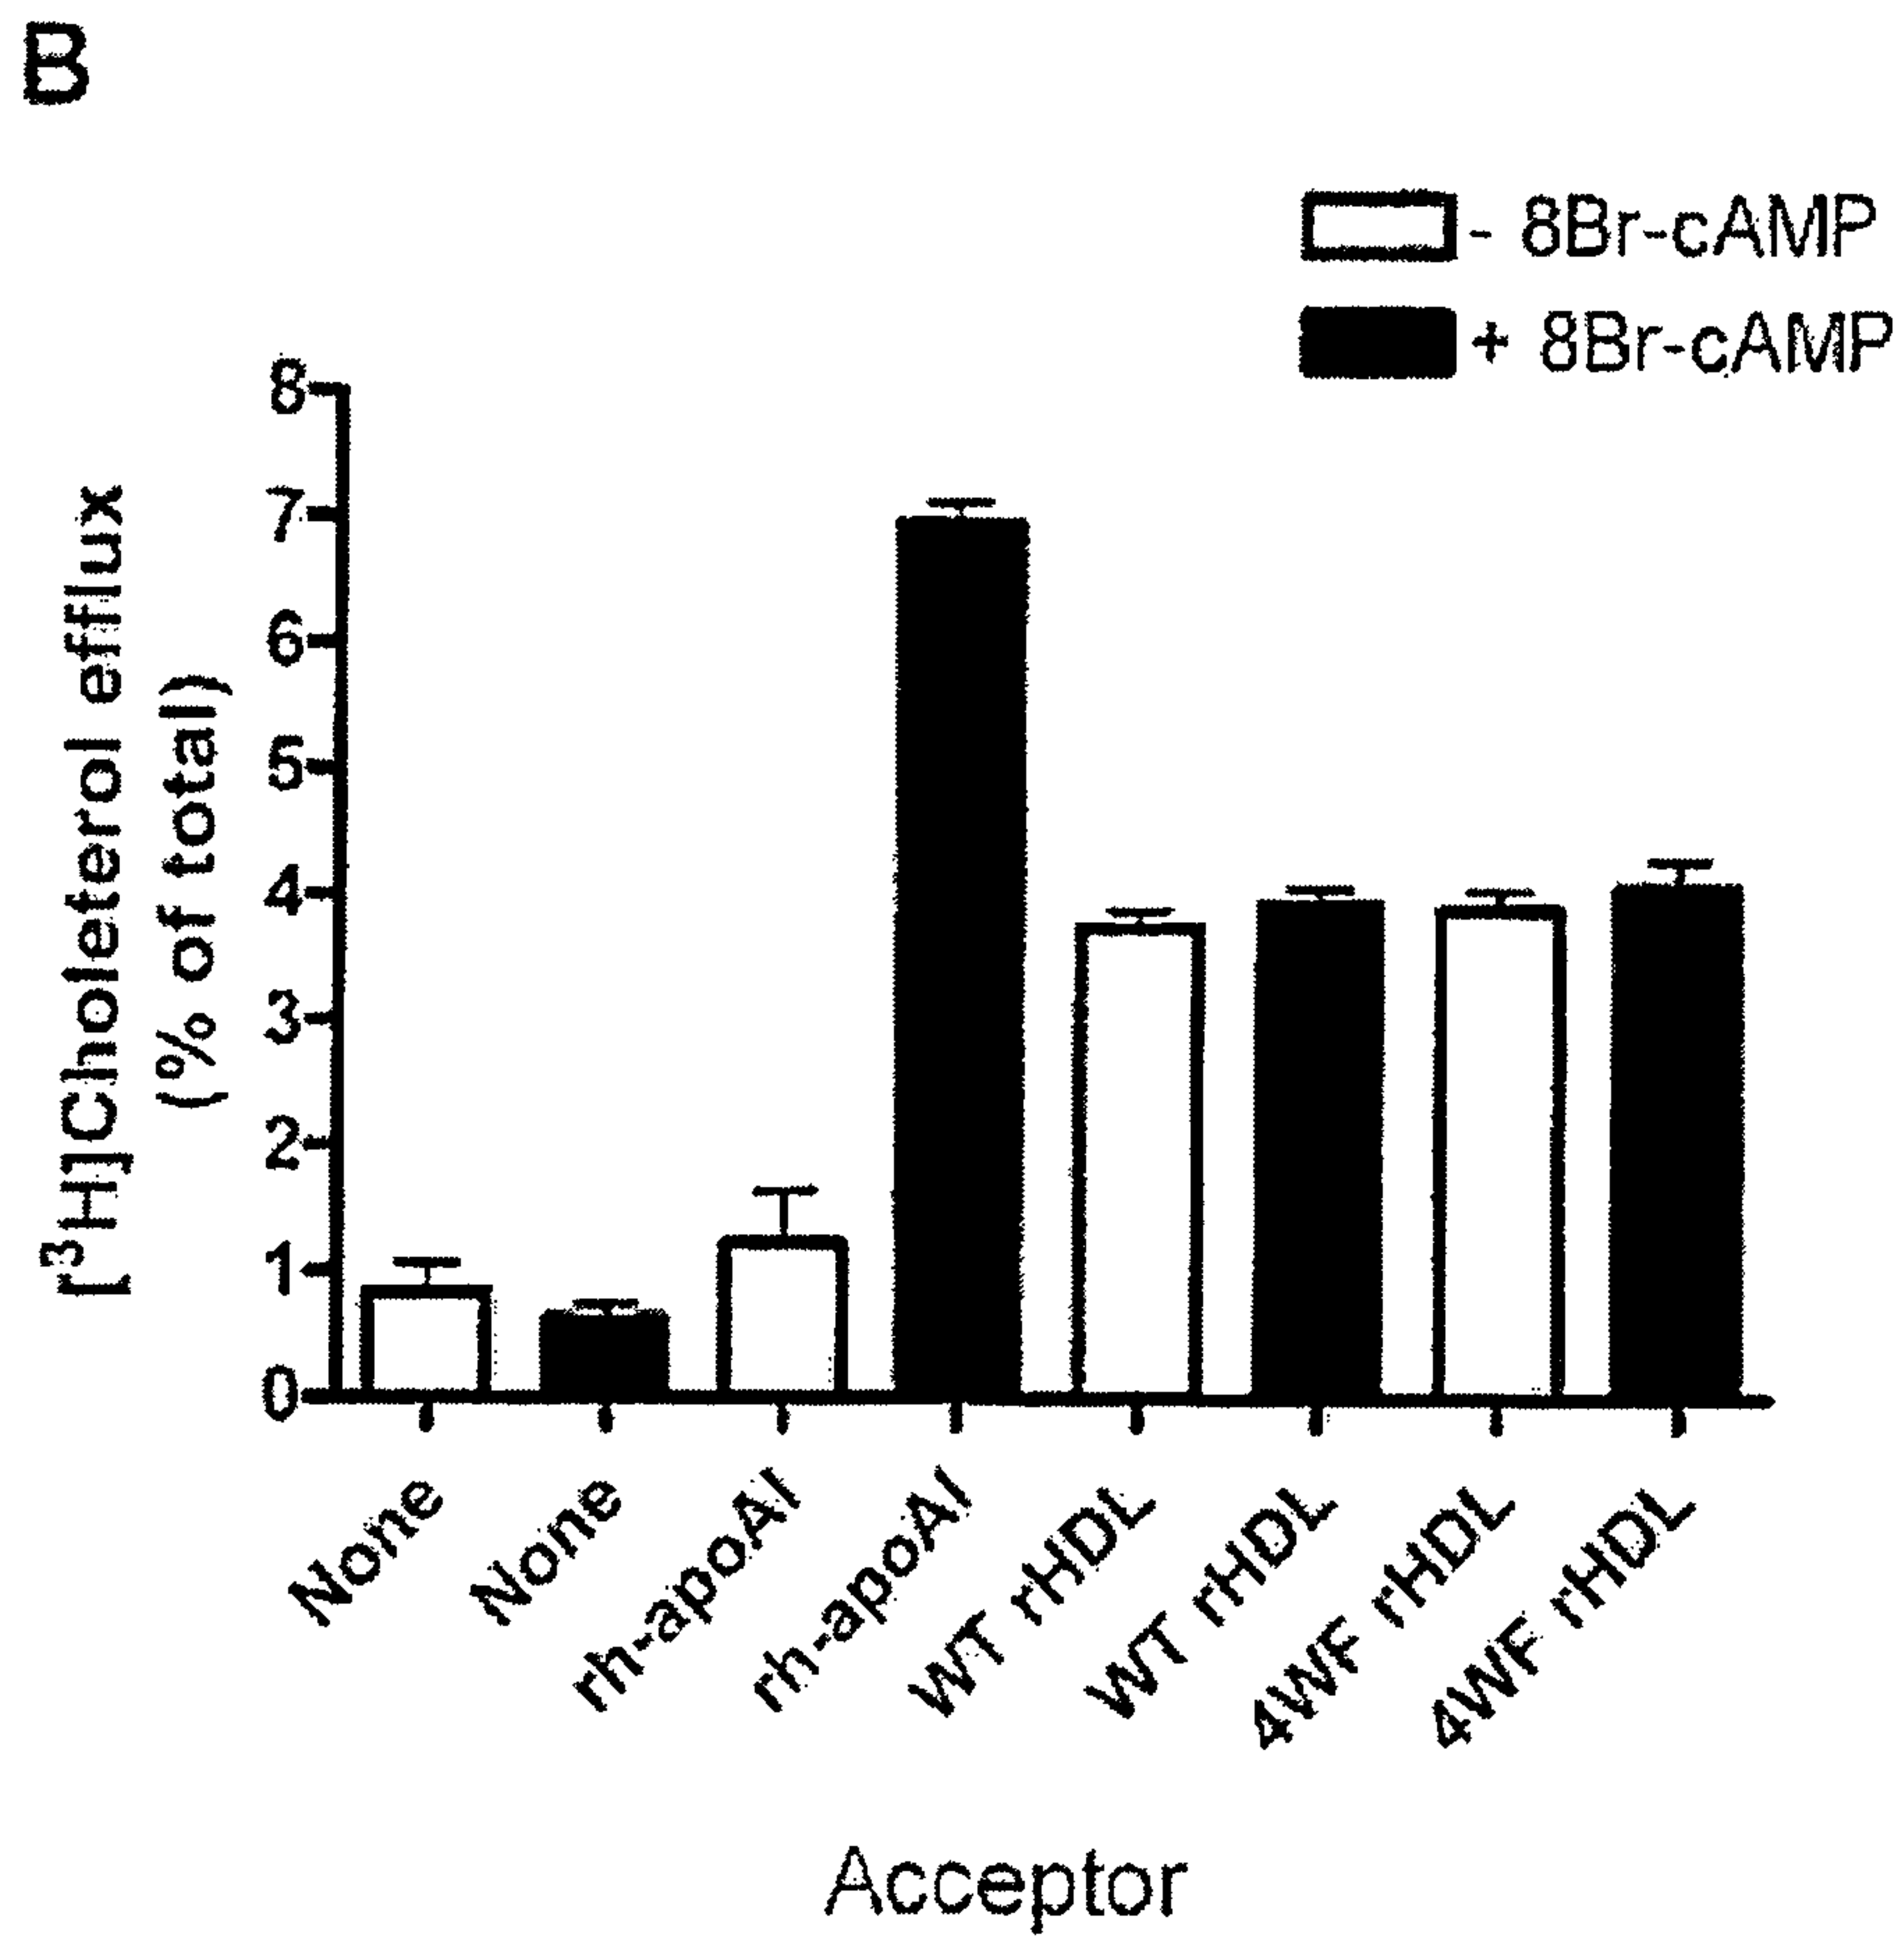 B
- 8Br-cAMP
+ 8Br-cAMP
[³H]Cholesterol efflux
(% of total)
8
7
6
5
4
3
2
1
0
None
None
rh-apoAI
rh-apoAI
WT rHDL
WT rHDL
4WF rHDL
4WF rHDL
Acceptor